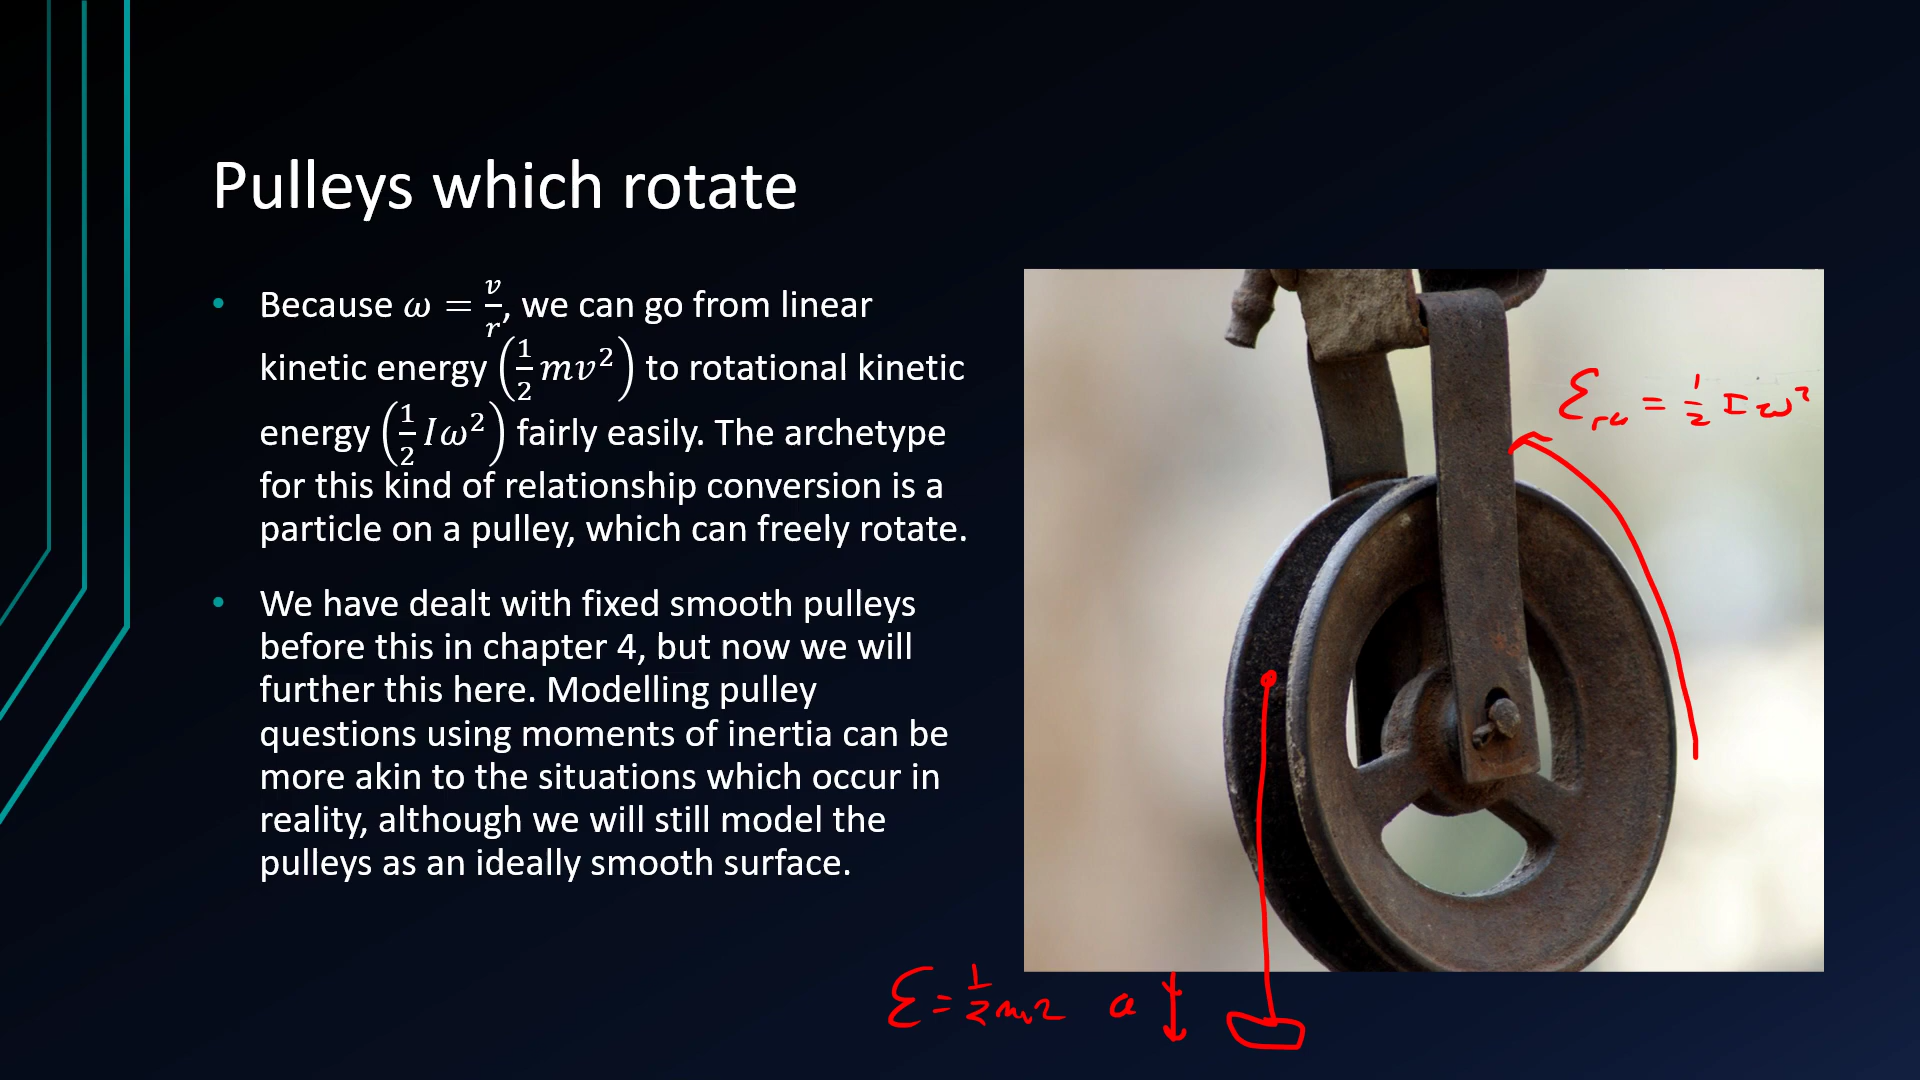 Pulleys which rotate
• Because ω = v/r, we can go from linear
kinetic energy (1/2 mv²) to rotational kinetic
energy (1/2 Iω²) fairly easily. The archetype
for this kind of relationship conversion is a
particle on a pulley, which can freely rotate.
• We have dealt with fixed smooth pulleys
before this in chapter 4, but now we will
further this here. Modelling pulley
questions using moments of inertia can be
more akin to the situations which occur in
reality, although we will still model the
pulleys as an ideally smooth surface.
= 1/2 Iω²
E = 1/2 a